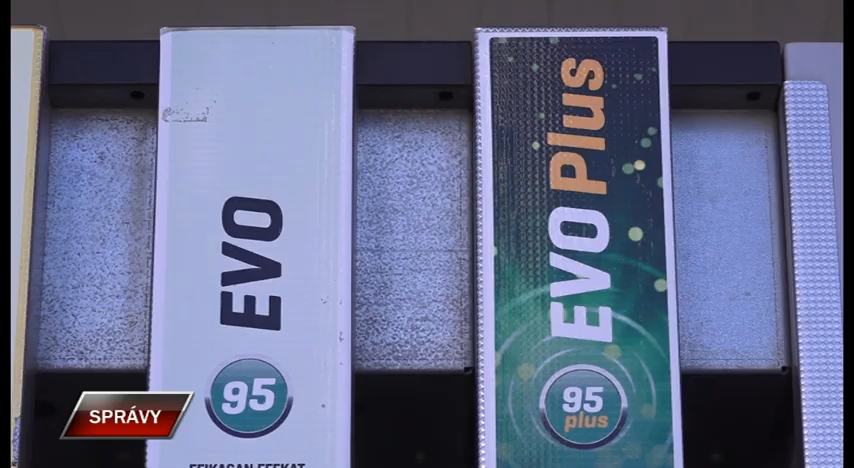 EVO
95
EFIKASAN EFEKAT
EVO Plus
95
plus
SPRÁVY